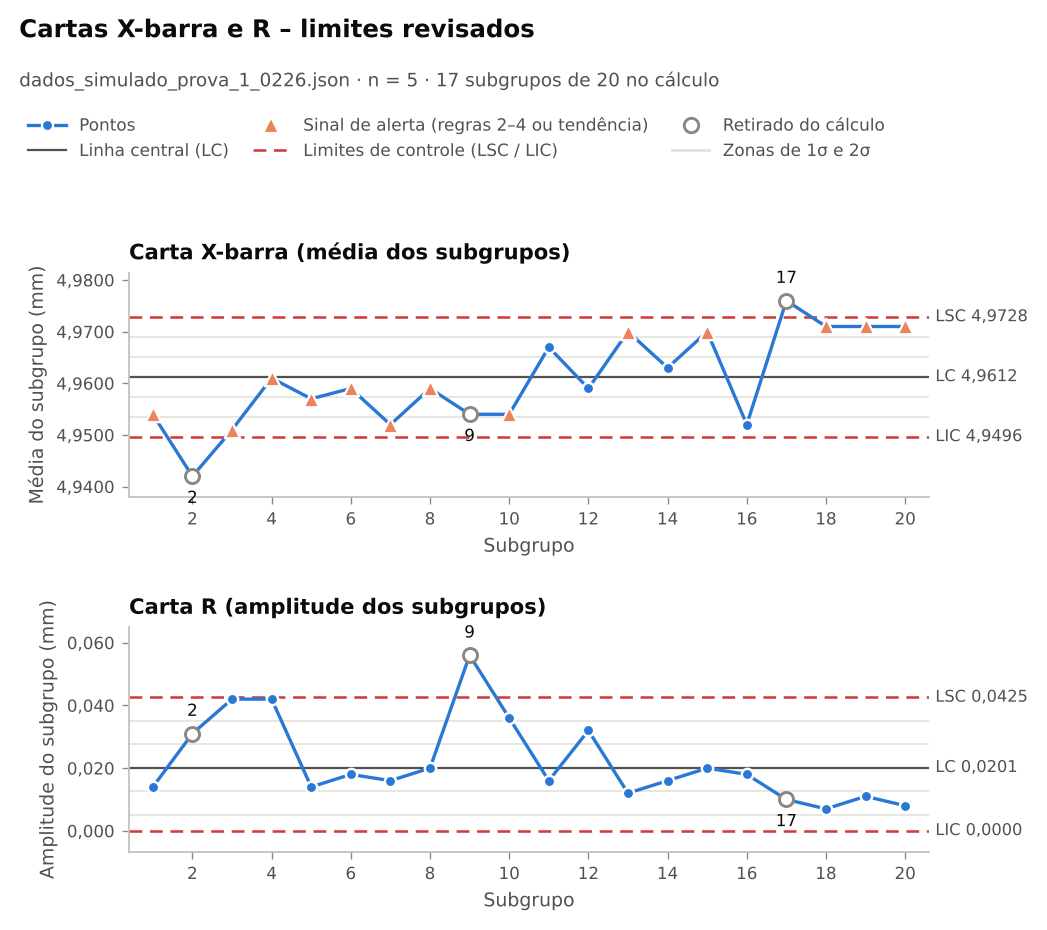 Cartas X-barra e R – limites revisados
dados_simulado_prova_1_0226.json · n = 5 · 17 subgrupos de 20 no cálculo
Pontos
Sinal de alerta (regras 2–4 ou tendência)
Retirado do cálculo
Linha central (LC)
Limites de controle (LSC / LIC)
Zonas de 1σ e 2σ
Carta X-barra (média dos subgrupos)
Média do subgrupo (mm)
4,9800
4,9700
4,9600
4,9500
4,9400
17
9
2
LSC 4,9728
LC 4,9612
LIC 4,9496
2 4 6 8 10 12 14 16 18 20
Subgrupo
Carta R (amplitude dos subgrupos)
Amplitude do subgrupo (mm)
0,060
0,040
0,020
0,000
9
2
17
LSC 0,0425
LC 0,0201
LIC 0,0000
2 4 6 8 10 12 14 16 18 20
Subgrupo